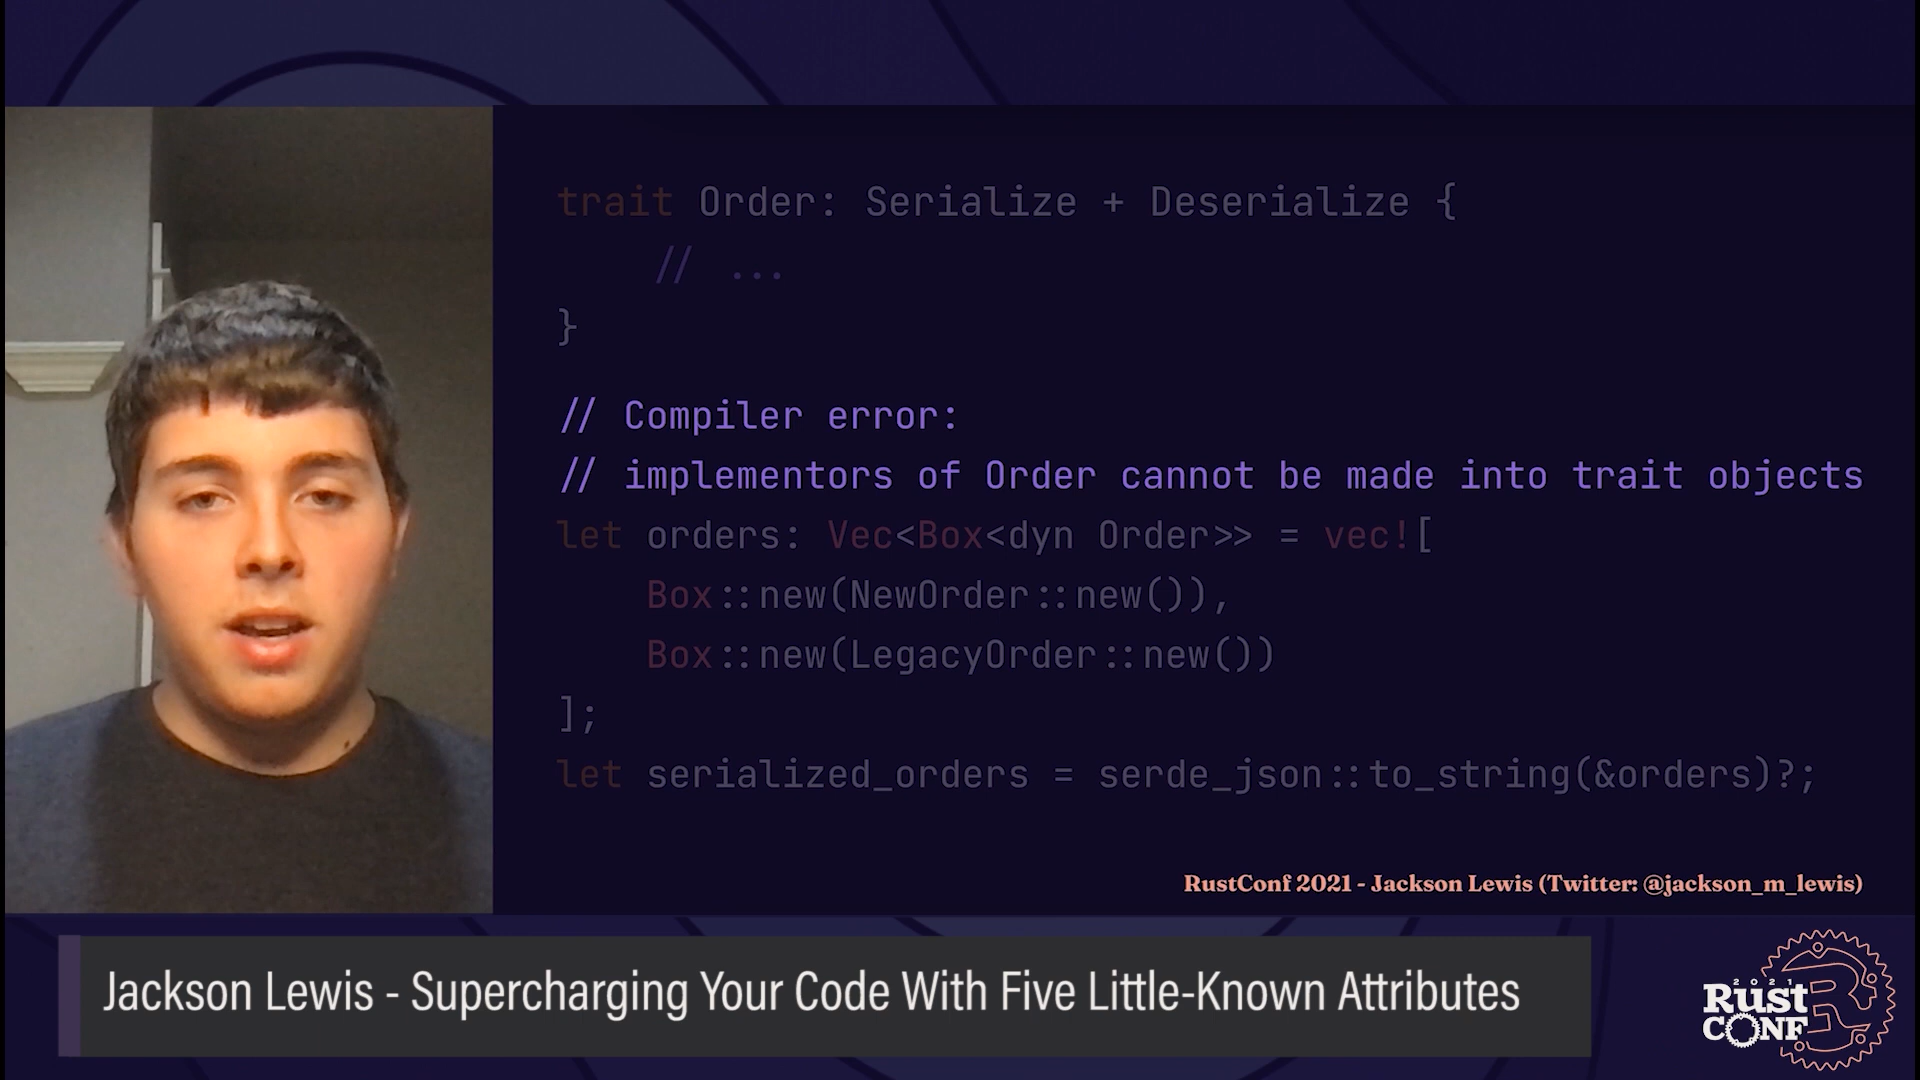 trait Order: Serialize + Deserialize {
// ...
}
// Compiler error:
// implementors of Order cannot be made into trait objects
let orders: Vec<Box<dyn Order>> = vec![
Box::new(NewOrder::new()),
Box::new(LegacyOrder::new())
];
let serialized_orders = serde_json::to_string(&orders)?;
RustConf 2021 - Jackson Lewis (Twitter: @jackson_m_lewis)
Jackson Lewis - Supercharging Your Code With Five Little-Known Attributes
2021
RUST
CONF
R